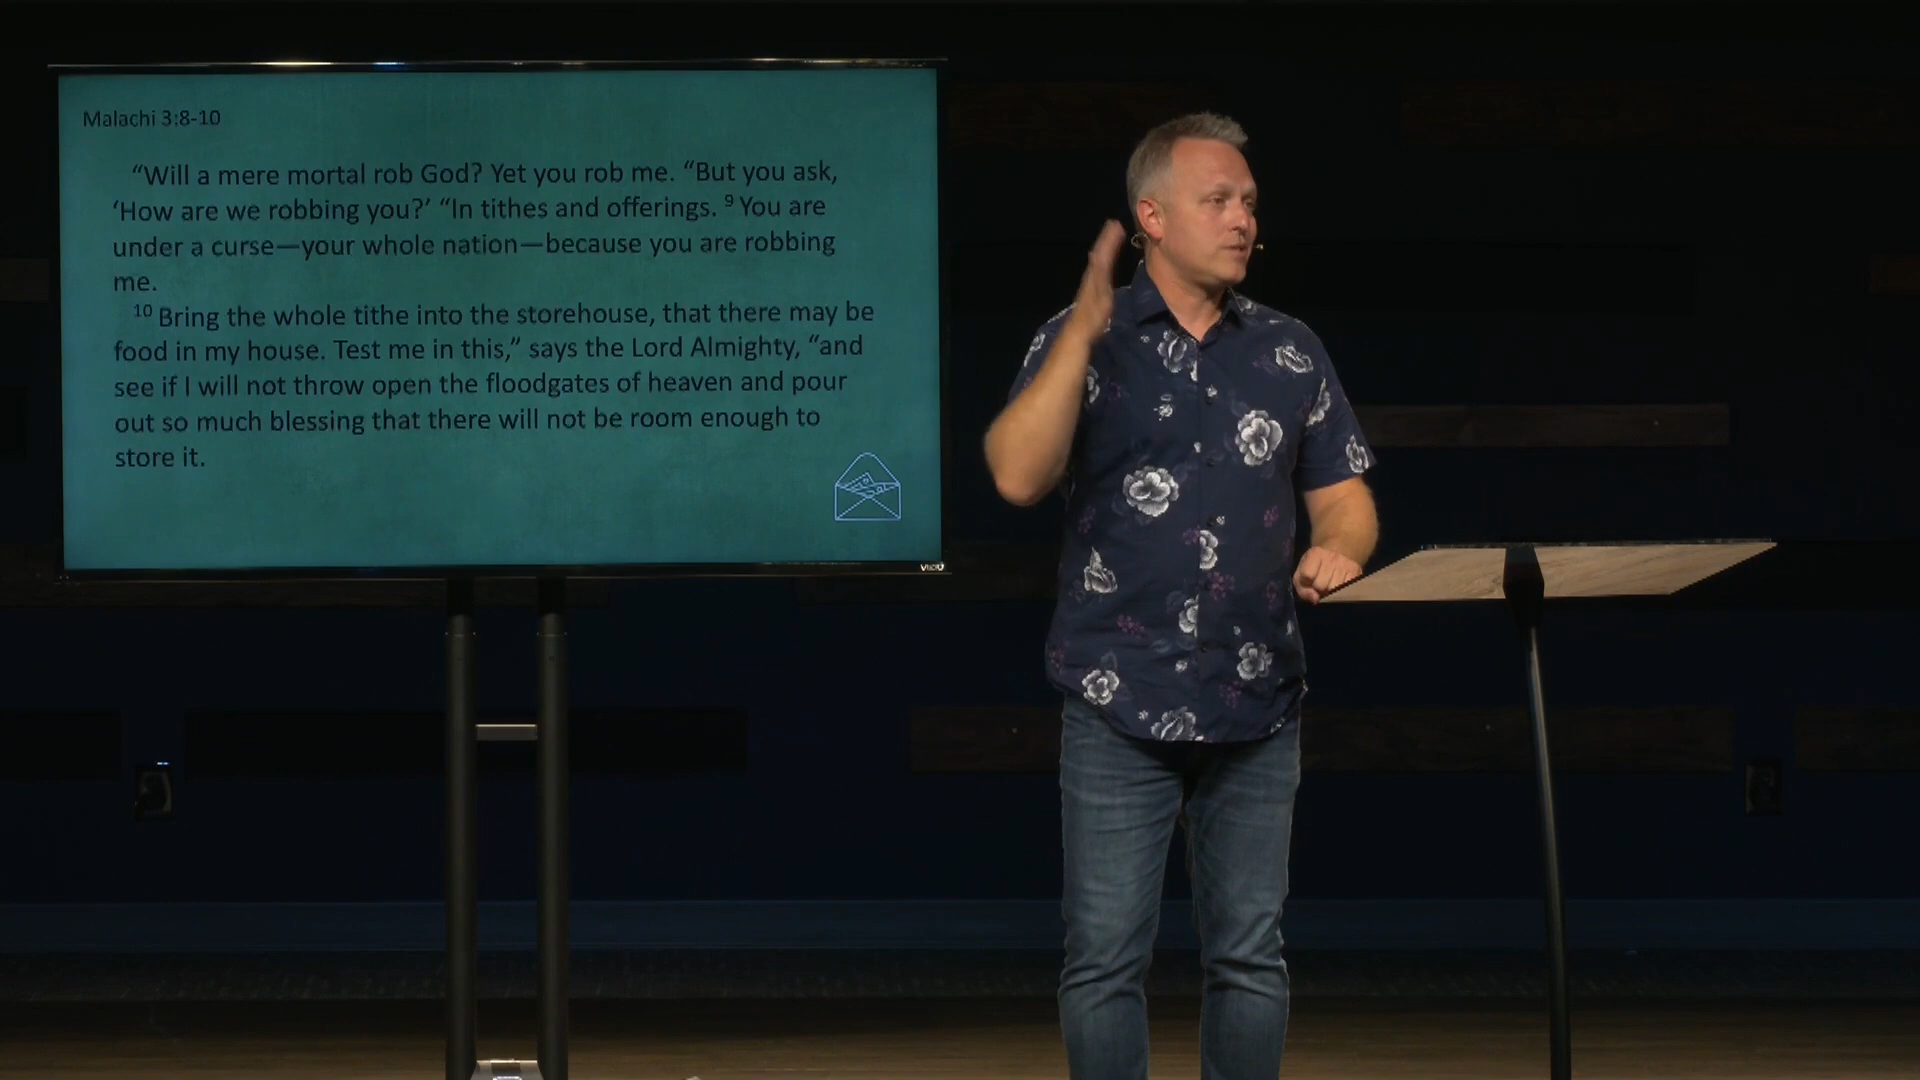 Malachi 3:8-10
“Will a mere mortal rob God? Yet you rob me. “But you ask,
‘How are we robbing you?’ “In tithes and offerings. ⁹ You are
under a curse—your whole nation—because you are robbing
me.
¹⁰ Bring the whole tithe into the storehouse, that there may be
food in my house. Test me in this,” says the Lord Almighty, “and
see if I will not throw open the floodgates of heaven and pour
out so much blessing that there will not be room enough to
store it.